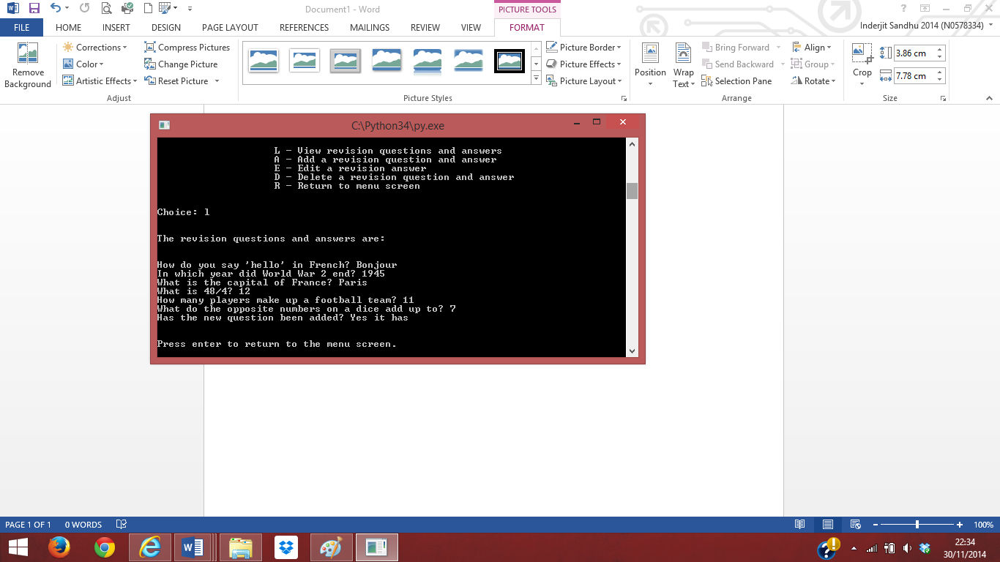 Document1 - Word
PICTURE TOOLS
FILE HOME INSERT DESIGN PAGE LAYOUT REFERENCES MAILINGS REVIEW VIEW FORMAT
Inderjit Sandhu 2014 (N0578334)
Remove Background
Corrections
Color
Artistic Effects
Compress Pictures
Change Picture
Reset Picture
Adjust
Picture Styles
Picture Border
Picture Effects
Picture Layout
Position
Wrap Text
Bring Forward
Send Backward
Selection Pane
Align
Group
Rotate
Arrange
Crop
3.86 cm
7.78 cm
Size
C:\Python34\py.exe
L - View revision questions and answers
A - Add a revision question and answer
E - Edit a revision answer
D - Delete a revision question and answer
R - Return to menu screen
Choice: l
The revision questions and answers are:
How do you say 'hello' in French? Bonjour
In which year did World War 2 end? 1945
What is the capital of France? Paris
What is 48/4? 12
How many players make up a football team? 11
What do the opposite numbers on a dice add up to? 7
Has the new question been added? Yes it has
Press enter to return to the menu screen.
PAGE 1 OF 1 0 WORDS
100%
22:34
30/11/2014